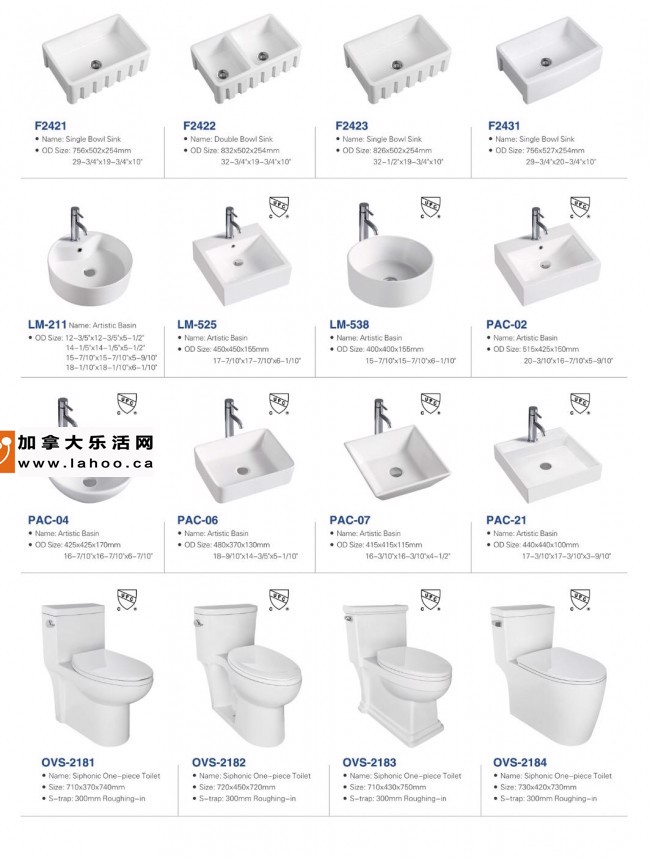 F2421
• Name: Single Bowl Sink
• OD Size: 756x502x254mm
29-3/4"x19-3/4"x10"
F2422
• Name: Double Bowl Sink
• OD Size: 832x502x254mm
32-3/4"x19-3/4"x10"
F2423
• Name: Single Bowl Sink
• OD Size: 826x502x254mm
32-1/2"x19-3/4"x10"
F2431
• Name: Single Bowl Sink
• OD Size: 756x527x254mm
29-3/4"x20-3/4"x10"
LM-211 Name: Artistic Basin
• OD Size: 12-3/5"x12-3/5"x5-1/2"
14-1/5"x14-1/5"x5-1/2"
15-7/10"x15-7/10"x5-9/10"
18-1/10"x18-1/10"x6-1/10"
UPC
C ®
LM-525
• Name: Artistic Basin
• OD Size: 450x450x155mm
17-7/10"x17-7/10"x6-1/10"
UPC
C ®
LM-538
• Name: Artistic Basin
• OD Size: 400x400x155mm
15-7/10"x15-7/10"x6-1/10"
UPC
C ®
PAC-02
• Name: Artistic Basin
• OD Size: 515x425x150mm
20-3/10"x16-7/10"x5-9/10"
加拿大乐活网
www.lahoo.ca
UPC
C ®
PAC-04
• Name: Artistic Basin
• OD Size: 425x425x170mm
16-7/10"x16-7/10"x6-7/10"
UPC
C ®
PAC-06
• Name: Artistic Basin
• OD Size: 480x370x130mm
18-9/10"x14-3/5"x5-1/10"
UPC
C ®
PAC-07
• Name: Artistic Basin
• OD Size: 415x415x115mm
16-3/10"x16-3/10"x4-1/2"
UPC
C ®
PAC-21
• Name: Artistic Basin
• OD Size: 440x440x100mm
17-3/10"x17-3/10"x3-9/10"
UPC
C ®
OVS-2181
• Name: Siphonic One-piece Toilet
• Size: 710x370x740mm
• S-trap: 300mm Roughing-in
UPC
C ®
OVS-2182
• Name: Siphonic One-piece Toilet
• Size: 720x450x720mm
• S-trap: 300mm Roughing-in
UPC
C ®
OVS-2183
• Name: Siphonic One-piece Toilet
• Size: 710x430x750mm
• S-trap: 300mm Roughing-in
UPC
C ®
OVS-2184
• Name: Siphonic One-piece Toilet
• Size: 730x420x730mm
• S-trap: 300mm Roughing-in